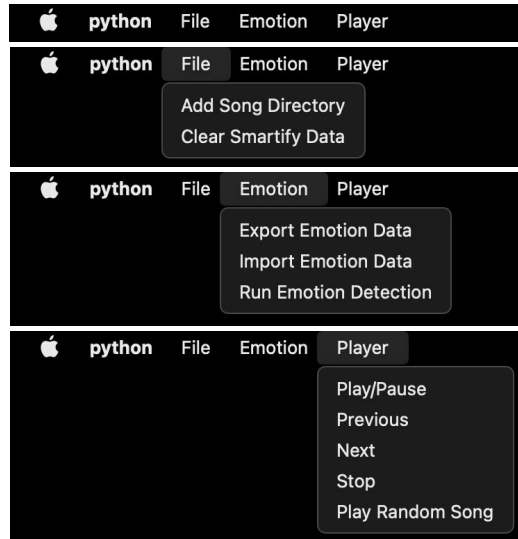 python File Emotion Player
python File Emotion Player
Add Song Directory
Clear Smartify Data
python File Emotion Player
Export Emotion Data
Import Emotion Data
Run Emotion Detection
python File Emotion Player
Play/Pause
Previous
Next
Stop
Play Random Song